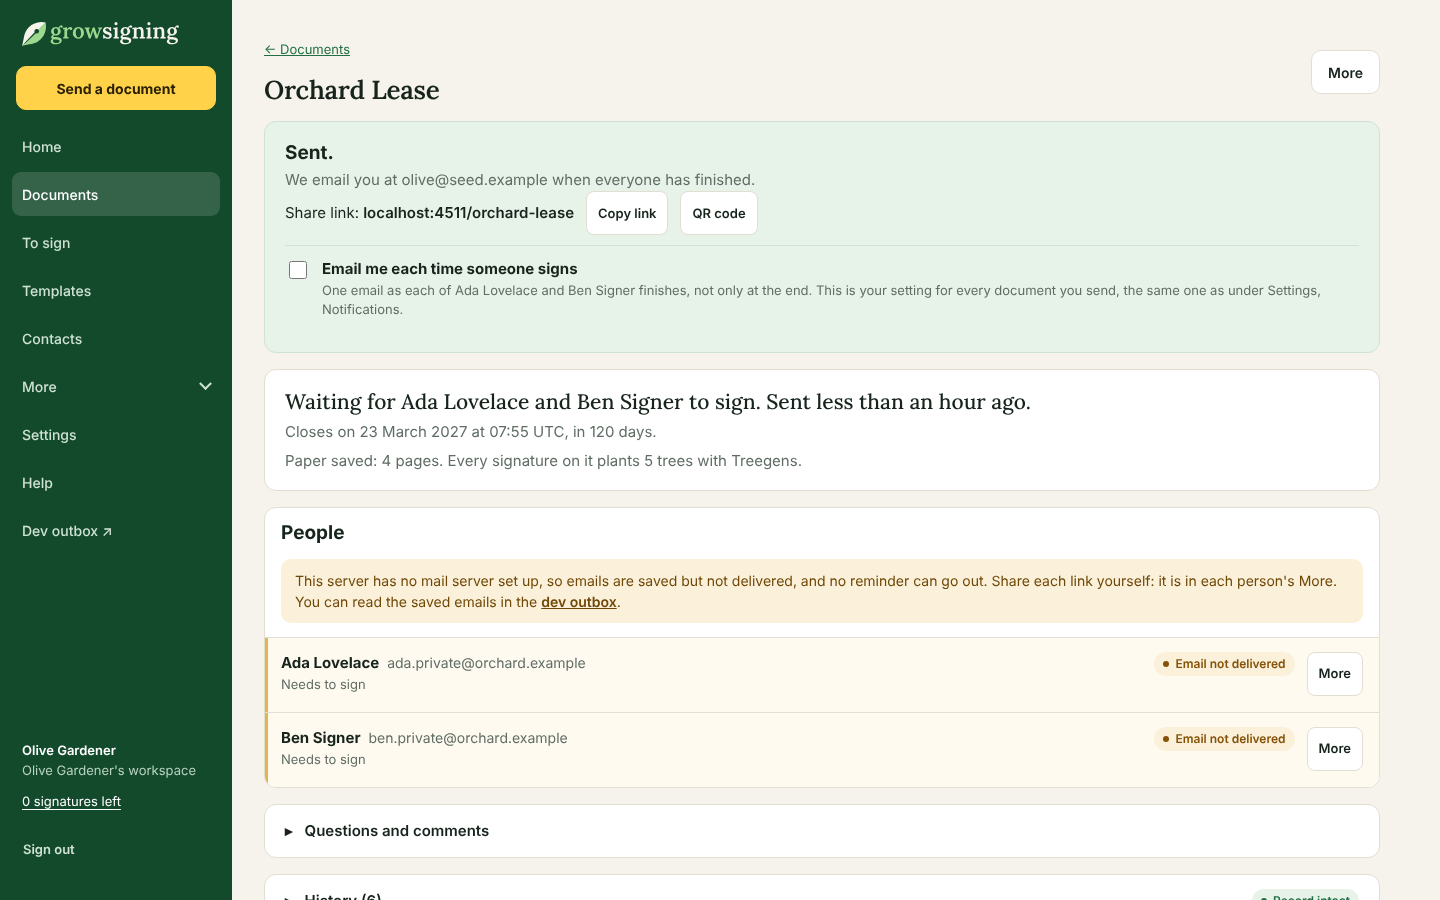 growsigning
Send a document
Home
Documents
To sign
Templates
Contacts
More
Settings
Help
Dev outbox ↗
Olive Gardener
Olive Gardener's workspace
0 signatures left
Sign out
← Documents
Orchard Lease
More
Sent.
We email you at olive@seed.example when everyone has finished.
Share link: localhost:4511/orchard-lease
Copy link
QR code
Email me each time someone signs
One email as each of Ada Lovelace and Ben Signer finishes, not only at the end. This is your setting for every document you send, the same one as under Settings,
Notifications.
Waiting for Ada Lovelace and Ben Signer to sign. Sent less than an hour ago.
Closes on 23 March 2027 at 07:55 UTC, in 120 days.
Paper saved: 4 pages. Every signature on it plants 5 trees with Treegens.
People
This server has no mail server set up, so emails are saved but not delivered, and no reminder can go out. Share each link yourself: it is in each person's More.
You can read the saved emails in the dev outbox.
Ada Lovelace ada.private@orchard.example
Needs to sign
Email not delivered
More
Ben Signer ben.private@orchard.example
Needs to sign
Email not delivered
More
Questions and comments
History (6)
Record intact